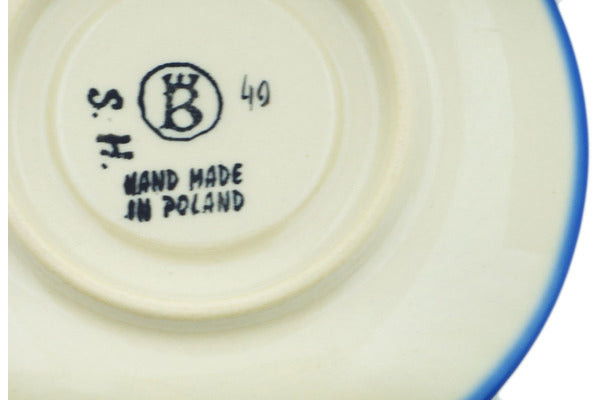 B
49
H.S.
HAND MADE
IN POLAND